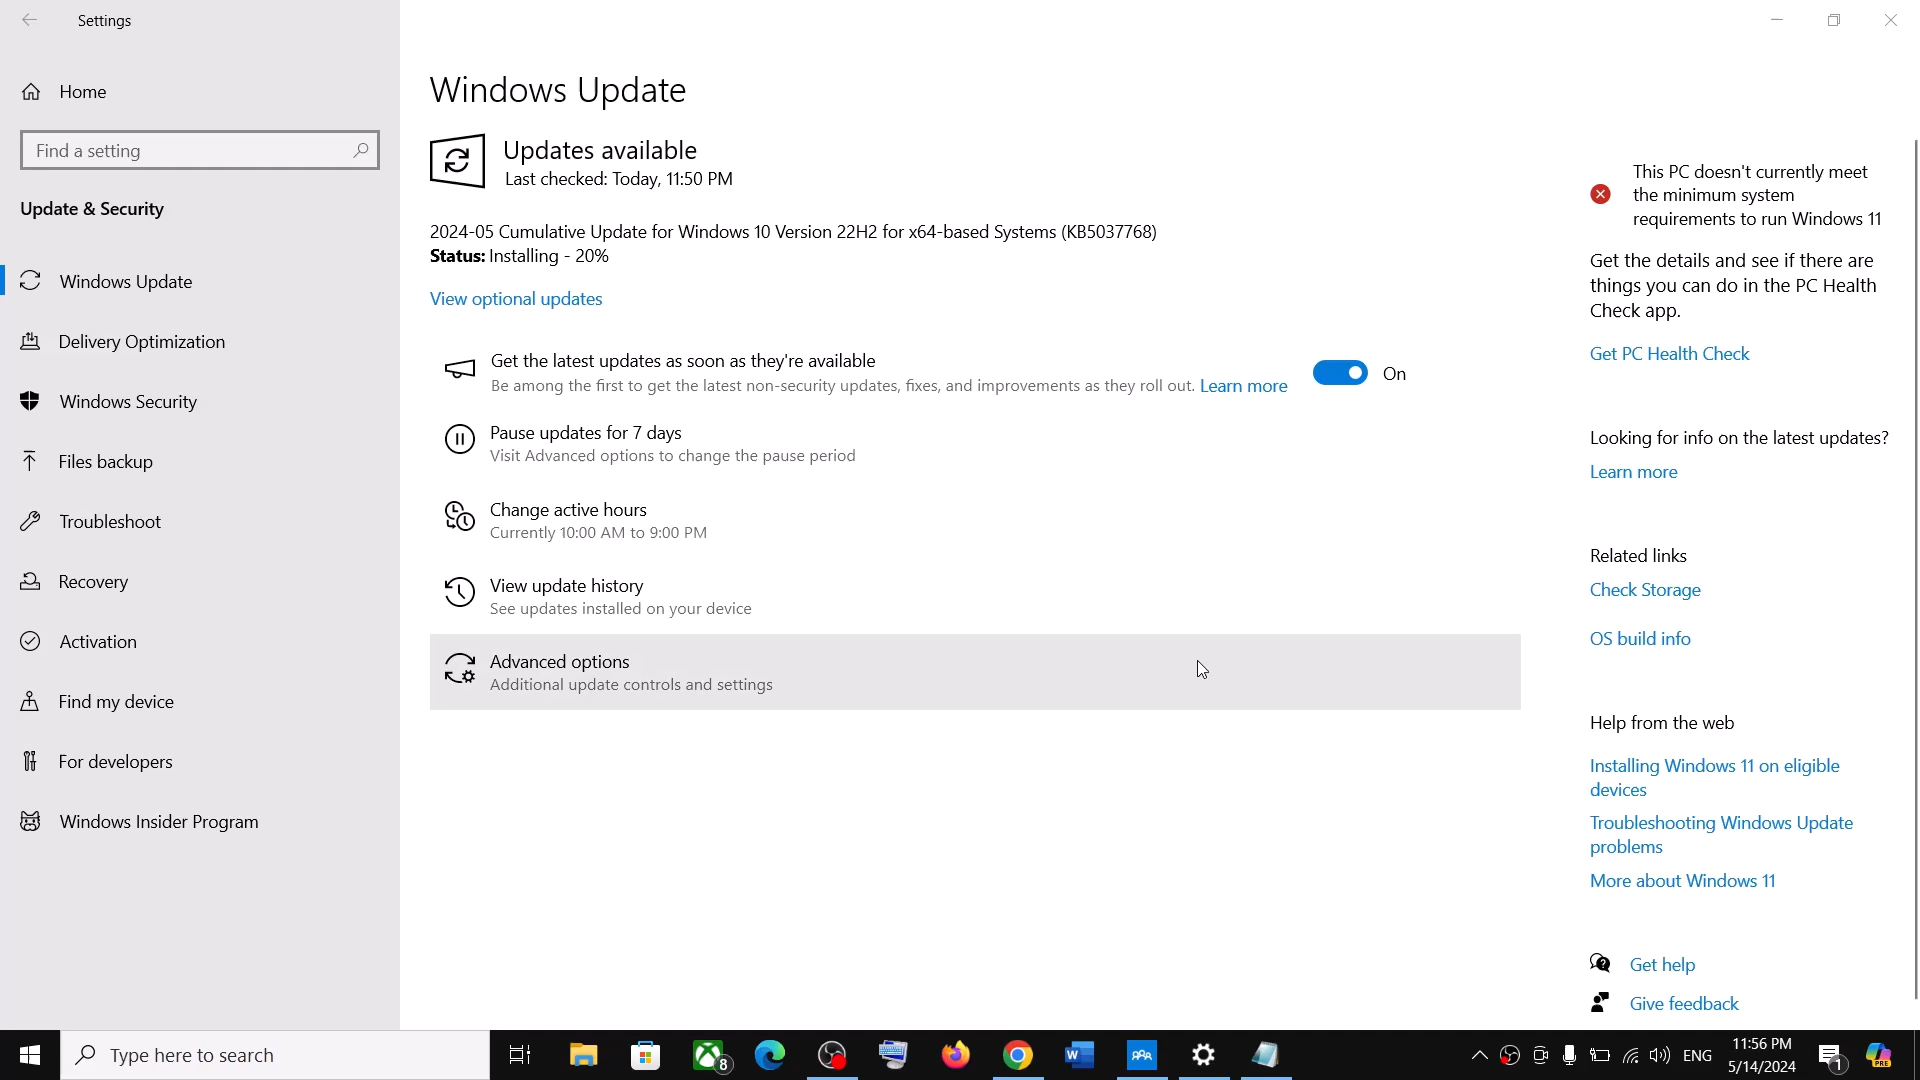 Settings
Home
Find a setting
Update & Security
Windows Update
Delivery Optimization
Windows Security
Files backup
Troubleshoot
Recovery
Activation
Find my device
For developers
Windows Insider Program
Windows Update
Updates available
Last checked: Today, 11:50 PM
2024-05 Cumulative Update for Windows 10 Version 22H2 for x64-based Systems (KB5037768)
Status: Installing - 20%
View optional updates
Get the latest updates as soon as they're available
Be among the first to get the latest non-security updates, fixes, and improvements as they roll out. Learn more
On
Pause updates for 7 days
Visit Advanced options to change the pause period
Change active hours
Currently 10:00 AM to 9:00 PM
View update history
See updates installed on your device
Advanced options
Additional update controls and settings
This PC doesn't currently meet
the minimum system
requirements to run Windows 11
Get the details and see if there are
things you can do in the PC Health
Check app.
Get PC Health Check
Looking for info on the latest updates?
Learn more
Related links
Check Storage
OS build info
Help from the web
Installing Windows 11 on eligible
devices
Troubleshooting Windows Update
problems
More about Windows 11
Get help
Give feedback
Type here to search
8
W
ENG
11:56 PM
5/14/2024
1
PRE